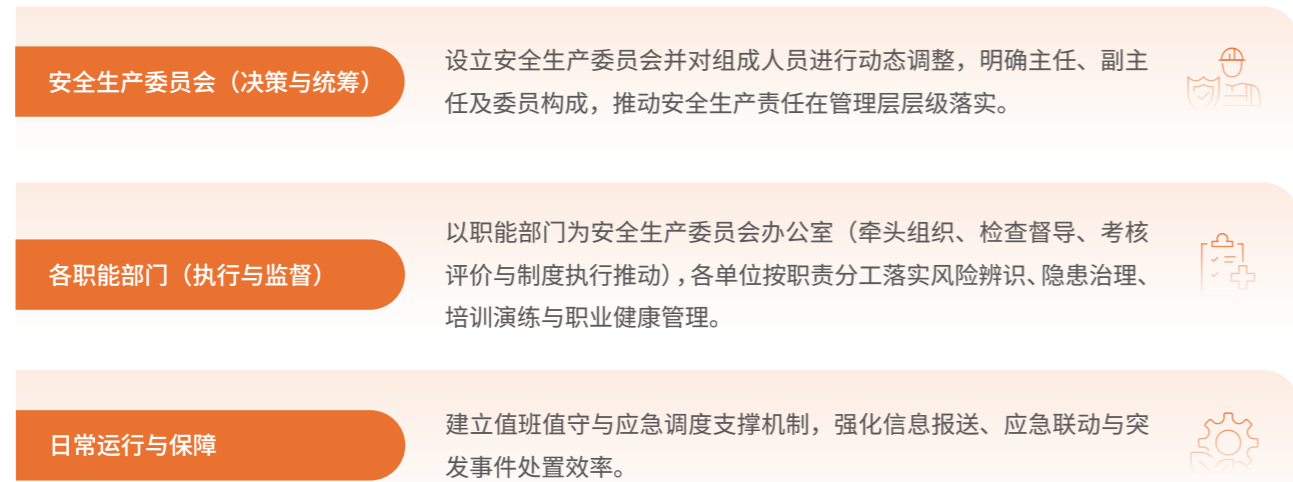 安全生产委员会（决策与统筹）
设立安全生产委员会并对组成人员进行动态调整，明确主任、副主
任及委员构成，推动安全生产责任在管理层层级落实。
各职能部门（执行与监督）
以职能部门为安全生产委员会办公室（牵头组织、检查督导、考核
评价与制度执行推动），各单位按职责分工落实风险辨识、隐患治理、
培训演练与职业健康管理。
日常运行与保障
建立值班值守与应急调度支撑机制，强化信息报送、应急联动与突
发事件处置效率。